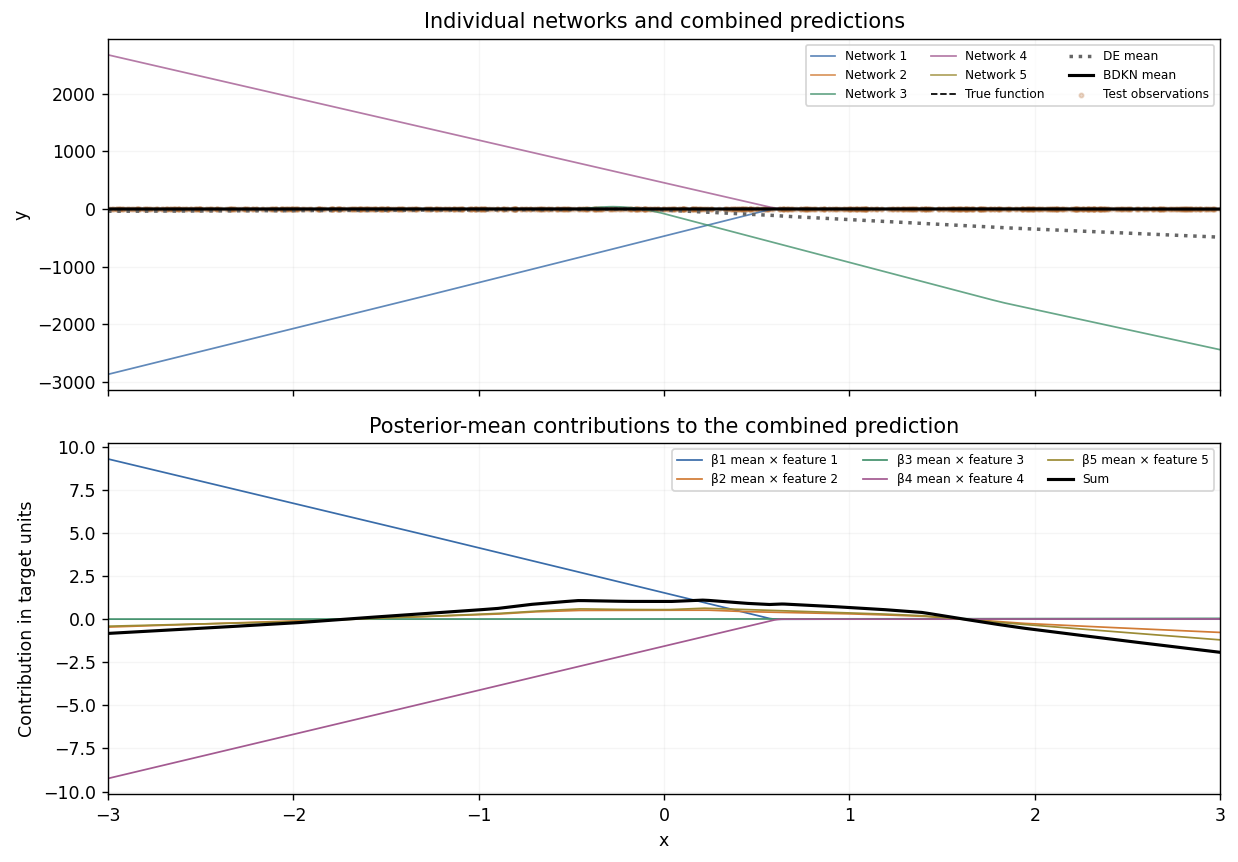 Individual networks and combined predictions
Network 1 Network 4 DE mean
Network 2 Network 5 BDKN mean
Network 3 True function Test observations
2000
1000
0
−1000
−2000
−3000
y
Posterior-mean contributions to the combined prediction
β1 mean × feature 1 β3 mean × feature 3 β5 mean × feature 5
β2 mean × feature 2 β4 mean × feature 4 Sum
10.0
7.5
5.0
2.5
0.0
−2.5
−5.0
−7.5
−10.0
Contribution in target units
−3 −2 −1 0 1 2 3
x